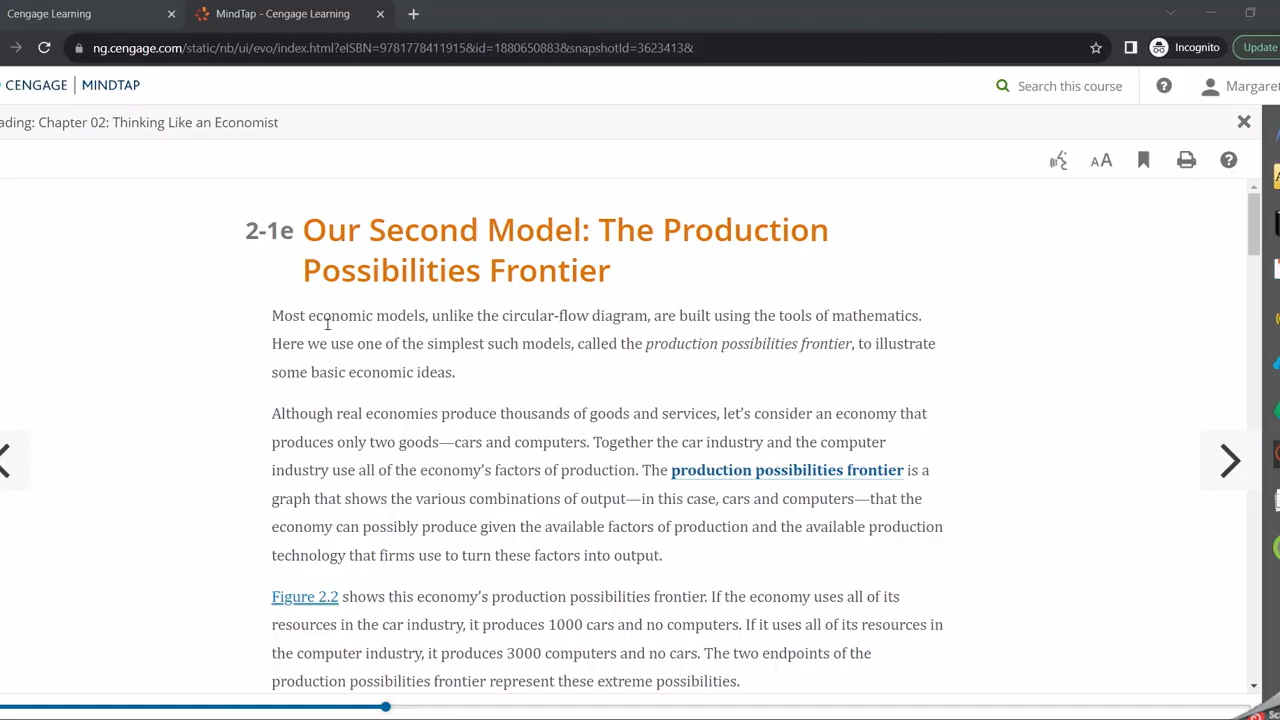 Cengage Learning
MindTap - Cengage Learning
ng.cengage.com/static/nb/ui/evo/index.html?eISBN=9781778411915&id=1880650883&snapshotId=3623413&
Incognito
Update
CENGAGE | MINDTAP
Search this course
Margaret
ading: Chapter 02: Thinking Like an Economist
AA
2-1e Our Second Model: The Production
Possibilities Frontier
Most economic models, unlike the circular-flow diagram, are built using the tools of mathematics.
Here we use one of the simplest such models, called the production possibilities frontier, to illustrate
some basic economic ideas.
Although real economies produce thousands of goods and services, let’s consider an economy that
produces only two goods—cars and computers. Together the car industry and the computer
industry use all of the economy’s factors of production. The production possibilities frontier is a
graph that shows the various combinations of output—in this case, cars and computers—that the
economy can possibly produce given the available factors of production and the available production
technology that firms use to turn these factors into output.
Figure 2.2 shows this economy’s production possibilities frontier. If the economy uses all of its
resources in the car industry, it produces 1000 cars and no computers. If it uses all of its resources in
the computer industry, it produces 3000 computers and no cars. The two endpoints of the
production possibilities frontier represent these extreme possibilities.